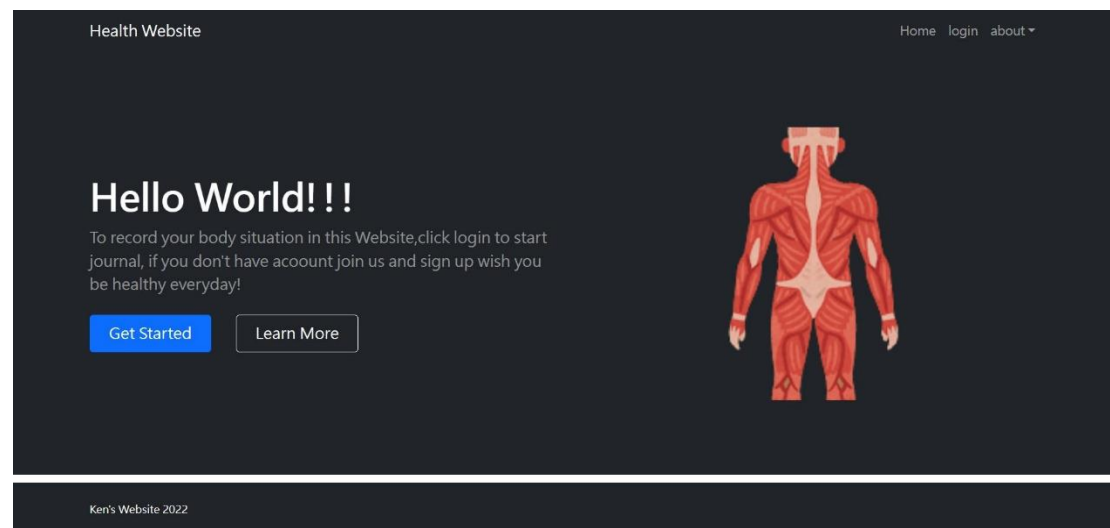 Health Website
Home login about
Hello World!!!
To record your body situation in this Website,click login to start
journal, if you don't have acoount join us and sign up wish you
be healthy everyday!
Get Started
Learn More
Ken's Website 2022